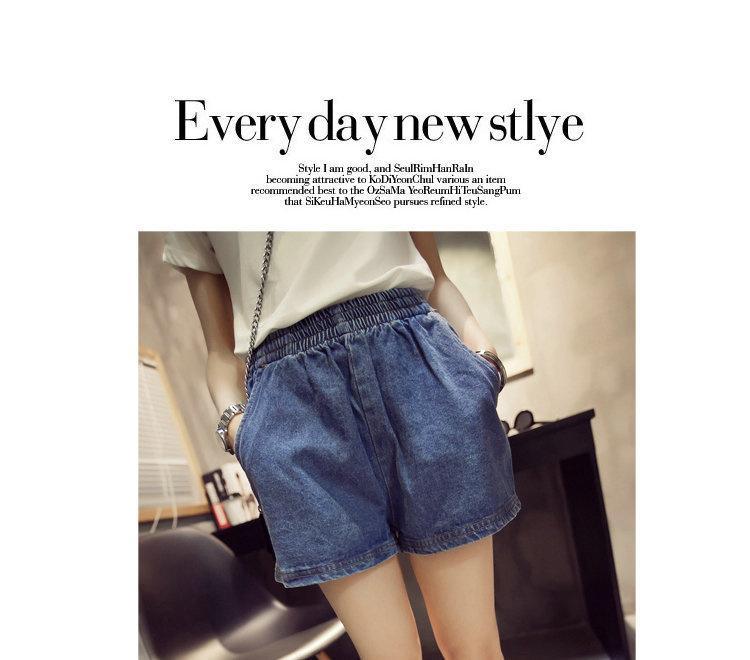 Every day new stlye
Style I am good, and SeulRimHanRaIn
becoming attractive to KoDiYeonChul various an item
recommended best to the OzSaMa YeoReumHiTeuSangPum
that SiKeuHaMyeonSeo pursues refined style.